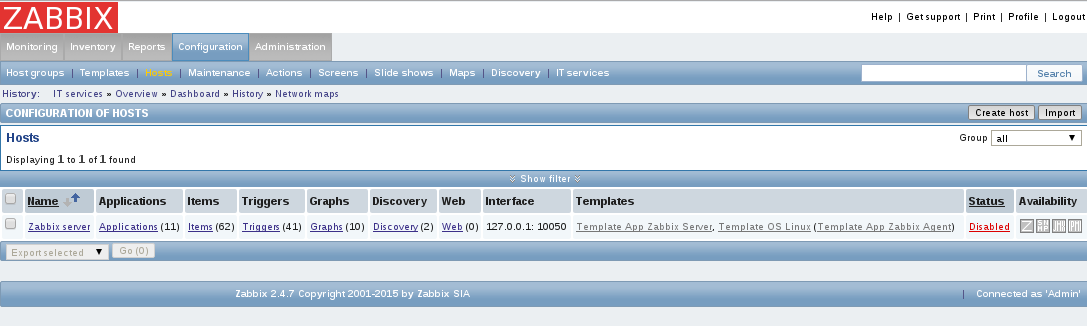 ZABBIX
Help | Get support | Print | Profile | Logout
Monitoring Inventory Reports Configuration Administration
Host groups | Templates | Hosts | Maintenance | Actions | Screens | Slide shows | Maps | Discovery | IT services Search
History: IT services » Overview » Dashboard » History » Network maps
CONFIGURATION OF HOSTS Create host Import
Hosts Group all
Displaying 1 to 1 of 1 found
Show filter
Name Applications Items Triggers Graphs Discovery Web Interface Templates Status Availability
Zabbix server Applications (11) Items (62) Triggers (41) Graphs (10) Discovery (2) Web (0) 127.0.0.1: 10050 Template App Zabbix Server, Template OS Linux (Template App Zabbix Agent) Disabled
Export selected Go (0)
Zabbix 2.4.7 Copyright 2001-2015 by Zabbix SIA | Connected as 'Admin'